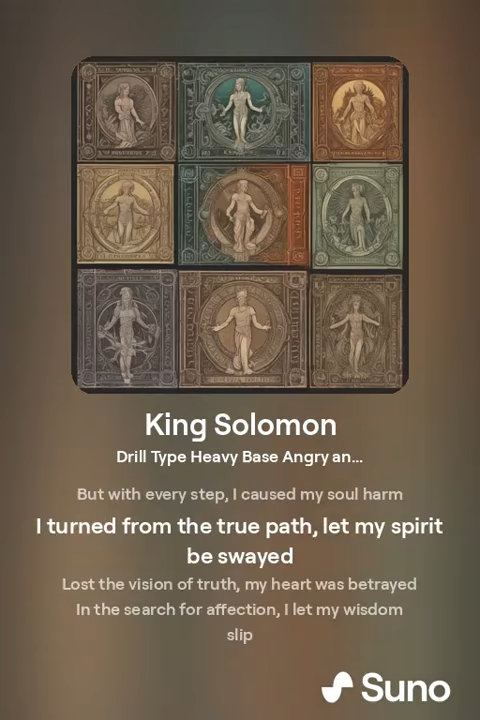 King Solomon
Drill Type Heavy Base Angry an...
But with every step, I caused my soul harm
I turned from the true path, let my spirit
be swayed
Lost the vision of truth, my heart was betrayed
In the search for affection, I let my wisdom
slip
Suno